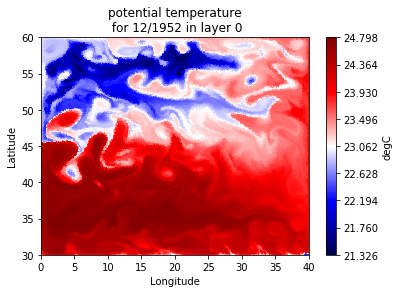 potential temperature
for 12/1952 in layer 0
60
55
50
45
40
35
30
Latitude
0 5 10 15 20 25 30 35 40
Longitude
24.798
24.364
23.930
23.496
23.062
22.628
22.194
21.760
21.326
degC